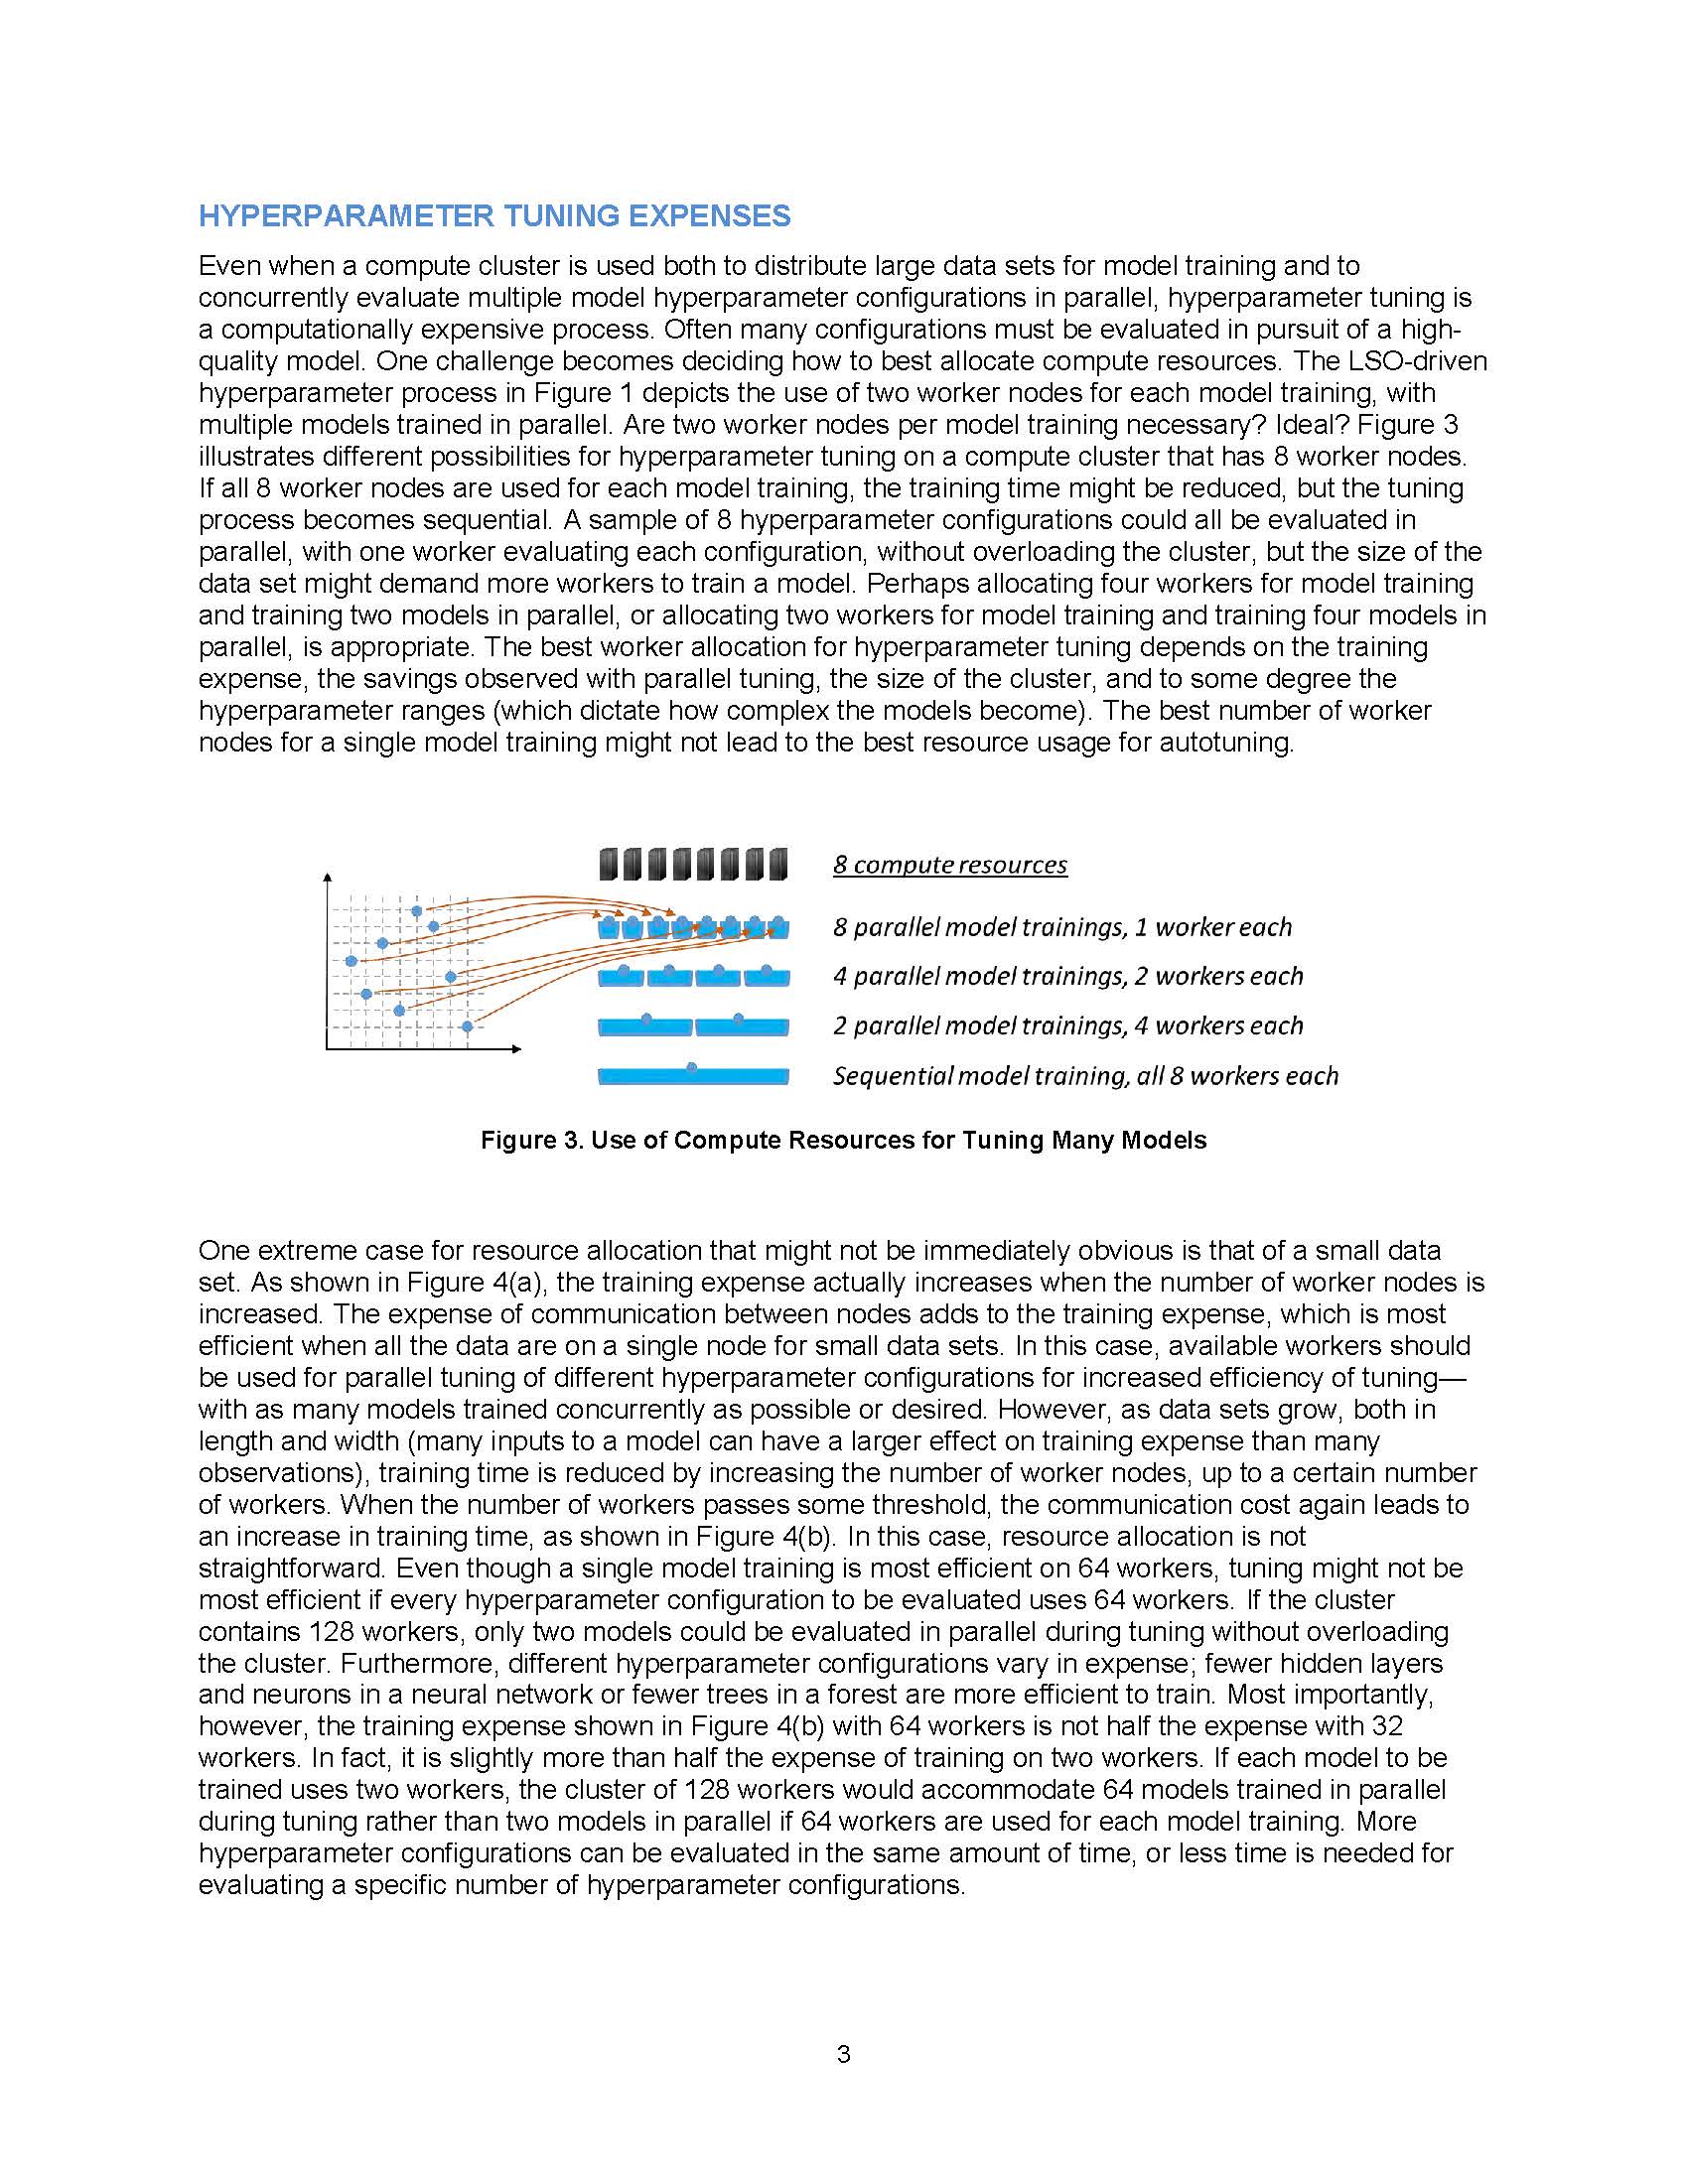 HYPERPARAMETER TUNING EXPENSES
Even when a compute cluster is used both to distribute large data sets for model training and to
concurrently evaluate multiple model hyperparameter configurations in parallel, hyperparameter tuning is
a computationally expensive process. Often many configurations must be evaluated in pursuit of a high-
quality model. One challenge becomes deciding how to best allocate compute resources. The LSO-driven
hyperparameter process in Figure 1 depicts the use of two worker nodes for each model training, with
multiple models trained in parallel. Are two worker nodes per model training necessary? Ideal? Figure 3
illustrates different possibilities for hyperparameter tuning on a compute cluster that has 8 worker nodes.
If all 8 worker nodes are used for each model training, the training time might be reduced, but the tuning
process becomes sequential. A sample of 8 hyperparameter configurations could all be evaluated in
parallel, with one worker evaluating each configuration, without overloading the cluster, but the size of the
data set might demand more workers to train a model. Perhaps allocating four workers for model training
and training two models in parallel, or allocating two workers for model training and training four models in
parallel, is appropriate. The best worker allocation for hyperparameter tuning depends on the training
expense, the savings observed with parallel tuning, the size of the cluster, and to some degree the
hyperparameter ranges (which dictate how complex the models become). The best number of worker
nodes for a single model training might not lead to the best resource usage for autotuning.
8 compute resources
8 parallel model trainings, 1 worker each
4 parallel model trainings, 2 workers each
2 parallel model trainings, 4 workers each
Sequential model training, all 8 workers each
Figure 3. Use of Compute Resources for Tuning Many Models
One extreme case for resource allocation that might not be immediately obvious is that of a small data
set. As shown in Figure 4(a), the training expense actually increases when the number of worker nodes is
increased. The expense of communication between nodes adds to the training expense, which is most
efficient when all the data are on a single node for small data sets. In this case, available workers should
be used for parallel tuning of different hyperparameter configurations for increased efficiency of tuning—
with as many models trained concurrently as possible or desired. However, as data sets grow, both in
length and width (many inputs to a model can have a larger effect on training expense than many
observations), training time is reduced by increasing the number of worker nodes, up to a certain number
of workers. When the number of workers passes some threshold, the communication cost again leads to
an increase in training time, as shown in Figure 4(b). In this case, resource allocation is not
straightforward. Even though a single model training is most efficient on 64 workers, tuning might not be
most efficient if every hyperparameter configuration to be evaluated uses 64 workers. If the cluster
contains 128 workers, only two models could be evaluated in parallel during tuning without overloading
the cluster. Furthermore, different hyperparameter configurations vary in expense; fewer hidden layers
and neurons in a neural network or fewer trees in a forest are more efficient to train. Most importantly,
however, the training expense shown in Figure 4(b) with 64 workers is not half the expense with 32
workers. In fact, it is slightly more than half the expense of training on two workers. If each model to be
trained uses two workers, the cluster of 128 workers would accommodate 64 models trained in parallel
during tuning rather than two models in parallel if 64 workers are used for each model training. More
hyperparameter configurations can be evaluated in the same amount of time, or less time is needed for
evaluating a specific number of hyperparameter configurations.
3